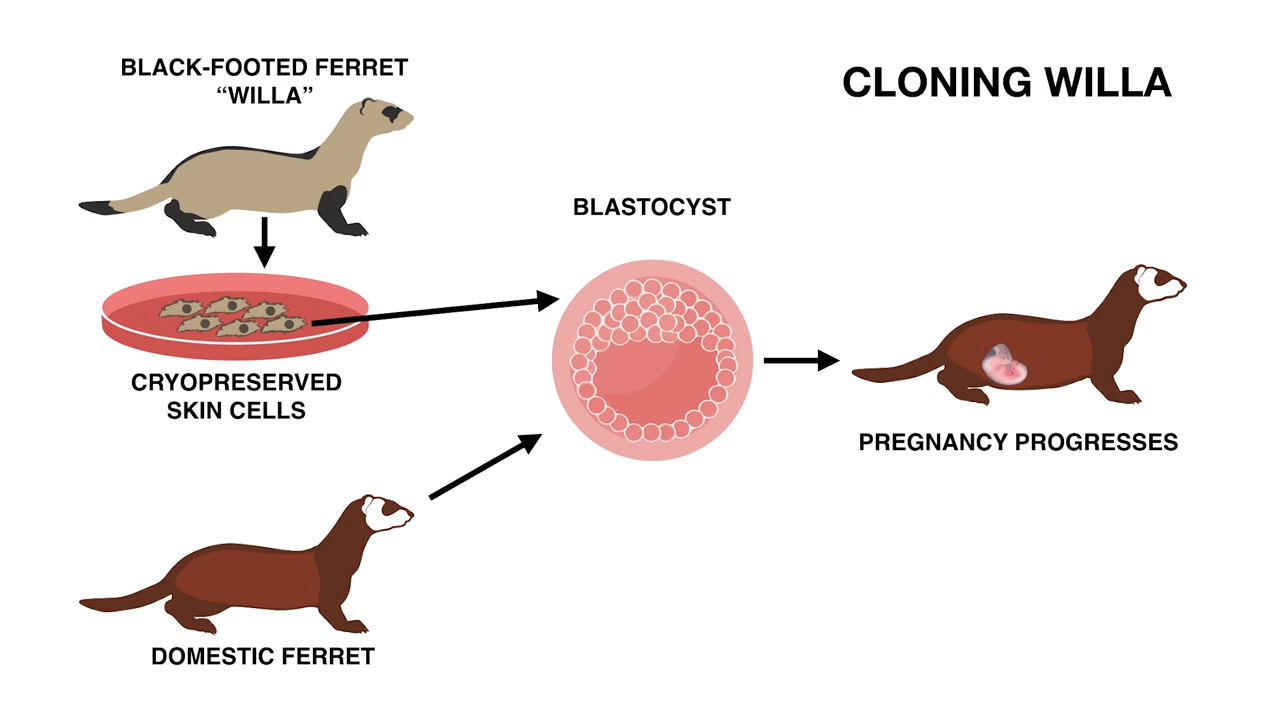 BLACK-FOOTED FERRET
“WILLA”
CLONING WILLA
BLASTOCYST
CRYOPRESERVED
SKIN CELLS
PREGNANCY PROGRESSES
DOMESTIC FERRET